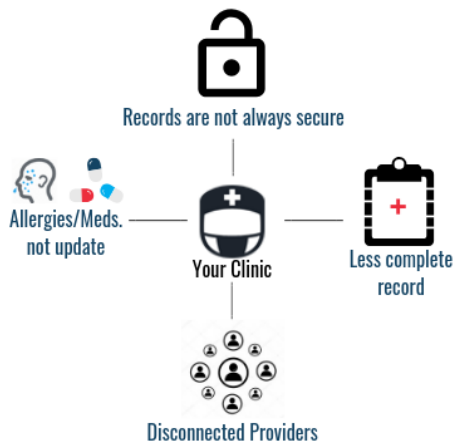 Records are not always secure
Allergies/Meds.
not update
Your Clinic
Less complete
record
Disconnected Providers